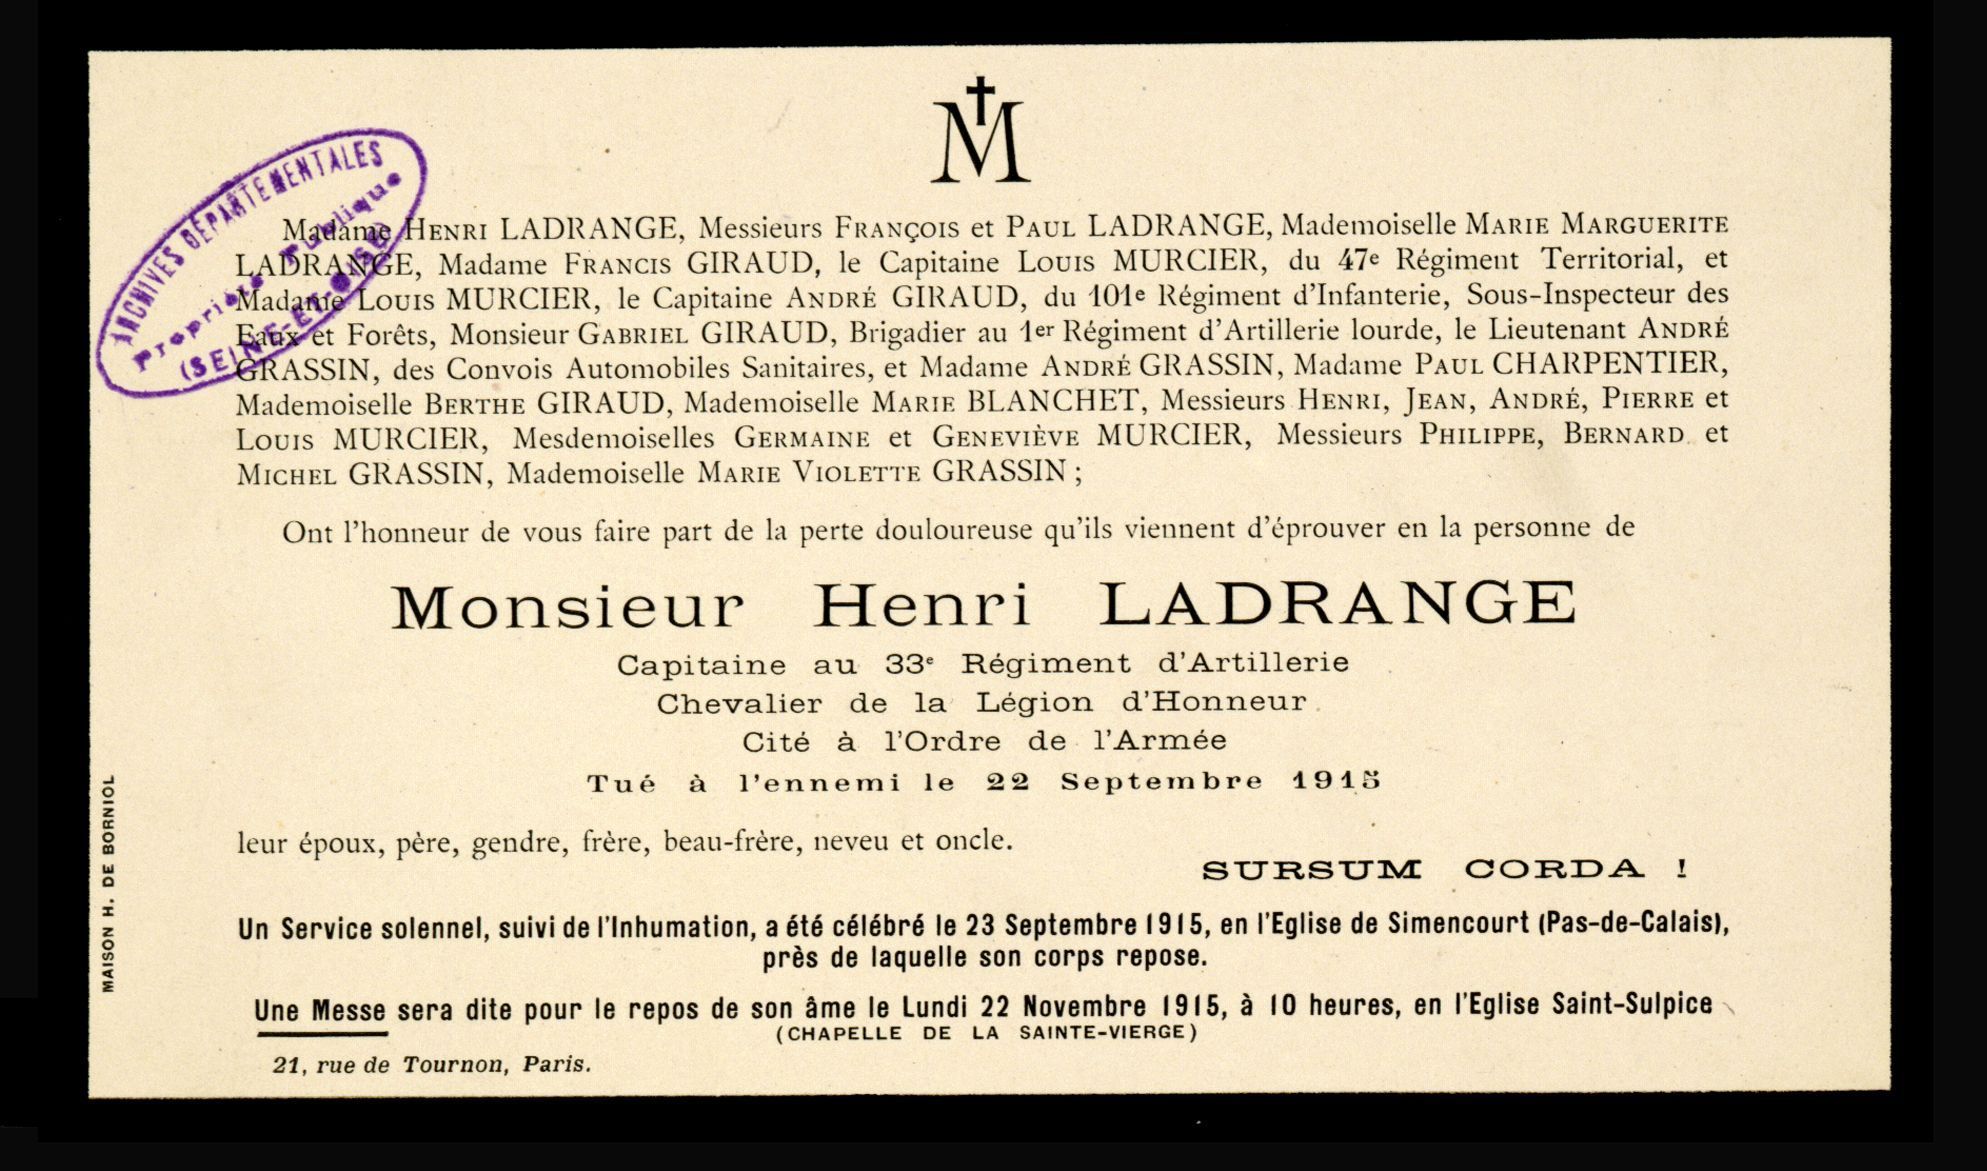 M
Madame HENRI LADRANGE, Messieurs FRANÇOIS et PAUL LADRANGE, Mademoiselle MARIE MARGUERITE
LADRANGE, Madame FRANCIS GIRAUD, le Capitaine LOUIS MURCIER, du 47e Régiment Territorial, et
Madame LOUIS MURCIER, le Capitaine ANDRÉ GIRAUD, du 101e Régiment d'Infanterie, Sous-Inspecteur des
Eaux et Forêts, Monsieur GABRIEL GIRAUD, Brigadier au 1er Régiment d'Artillerie lourde, le Lieutenant ANDRÉ
GRASSIN, des Convois Automobiles Sanitaires, et Madame ANDRÉ GRASSIN, Madame PAUL CHARPENTIER,
Mademoiselle BERTHE GIRAUD, Mademoiselle MARIE BLANCHET, Messieurs HENRI, JEAN, ANDRÉ, PIERRE et
LOUIS MURCIER, Mesdemoiselles GERMAINE et GENEVIÈVE MURCIER, Messieurs PHILIPPE, BERNARD et
MICHEL GRASSIN, Mademoiselle MARIE VIOLETTE GRASSIN ;
Ont l'honneur de vous faire part de la perte douloureuse qu'ils viennent d'éprouver en la personne de
Monsieur Henri LADRANGE
Capitaine au 33e Régiment d'Artillerie
Chevalier de la Légion d'Honneur
Cité à l'Ordre de l'Armée
Tué à l'ennemi le 22 Septembre 1915
leur époux, père, gendre, frère, beau-frère, neveu et oncle.
SURSUM CORDA !
Un Service solennel, suivi de l'Inhumation, a été célébré le 23 Septembre 1915, en l'Eglise de Simencourt (Pas-de-Calais),
près de laquelle son corps repose.
Une Messe sera dite pour le repos de son âme le Lundi 22 Novembre 1915, à 10 heures, en l'Eglise Saint-Sulpice
(CHAPELLE DE LA SAINTE-VIERGE)
21, rue de Tournon, Paris.
MAISON H. DE BORNIOL
ARCHIVES DÉPARTEMENTALES
Propriété Publique
(SEINE-ET-OISE)